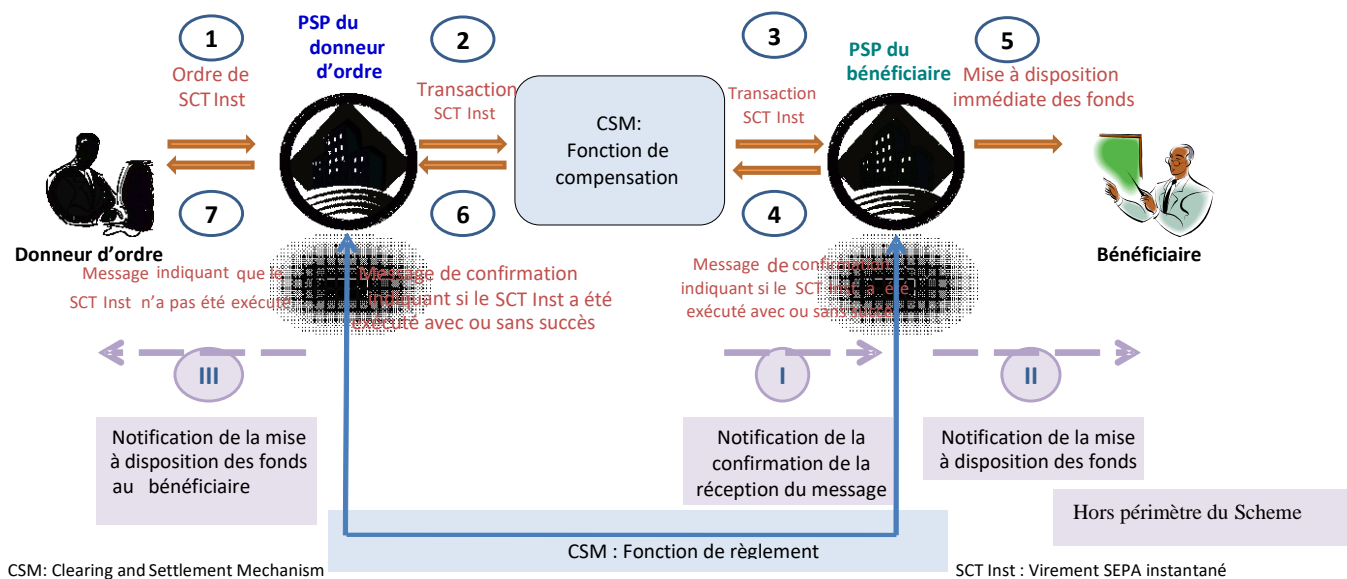 1
Ordre de
SCT Inst
PSP du
donneur
d'ordre
2
Transaction
SCT Inst
CSM:
Fonction de
compensation
3
Transaction
SCT Inst
PSP du
bénéficiaire
5
Mise à disposition
immédiate des fonds
7
Donneur d'ordre
Message indiquant que le
SCT Inst n'a pas été exécuté
6
Message de confirmation
indiquant si le SCT Inst a été
exécuté avec ou sans succès
4
Message de confirmation
indiquant si le SCT Inst a été
exécuté avec ou sans succè
Bénéficiaire
III
Notification de la mise
à disposition des fonds
au bénéficiaire
I
Notification de la
confirmation de la
réception du message
II
Notification de la mise
à disposition des fonds
Hors périmètre du Scheme
CSM : Fonction de règlement
CSM: Clearing and Settlement Mechanism
SCT Inst : Virement SEPA instantané